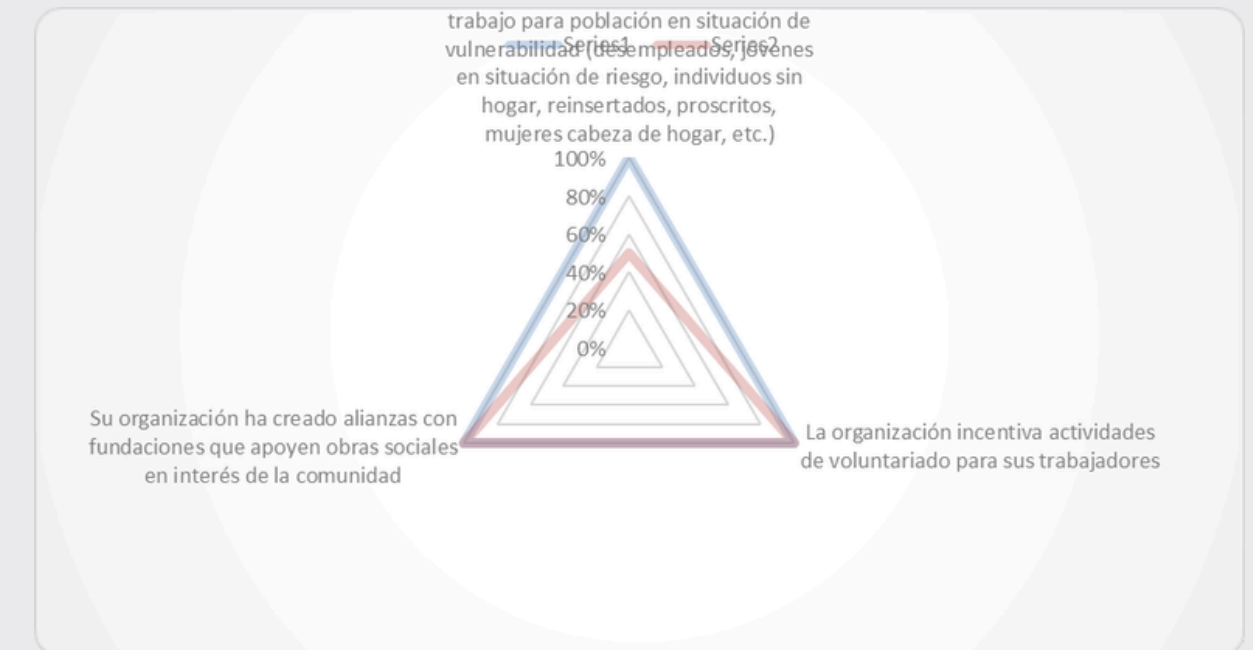 trabajo para población en situación de
Series1 Series2
vulnerabilidad (desempleados, jóvenes
en situación de riesgo, individuos sin
hogar, reinsertados, proscritos,
mujeres cabeza de hogar, etc.)
100%
80%
60%
40%
20%
0%
Su organización ha creado alianzas con
fundaciones que apoyen obras sociales
en interés de la comunidad
La organización incentiva actividades
de voluntariado para sus trabajadores